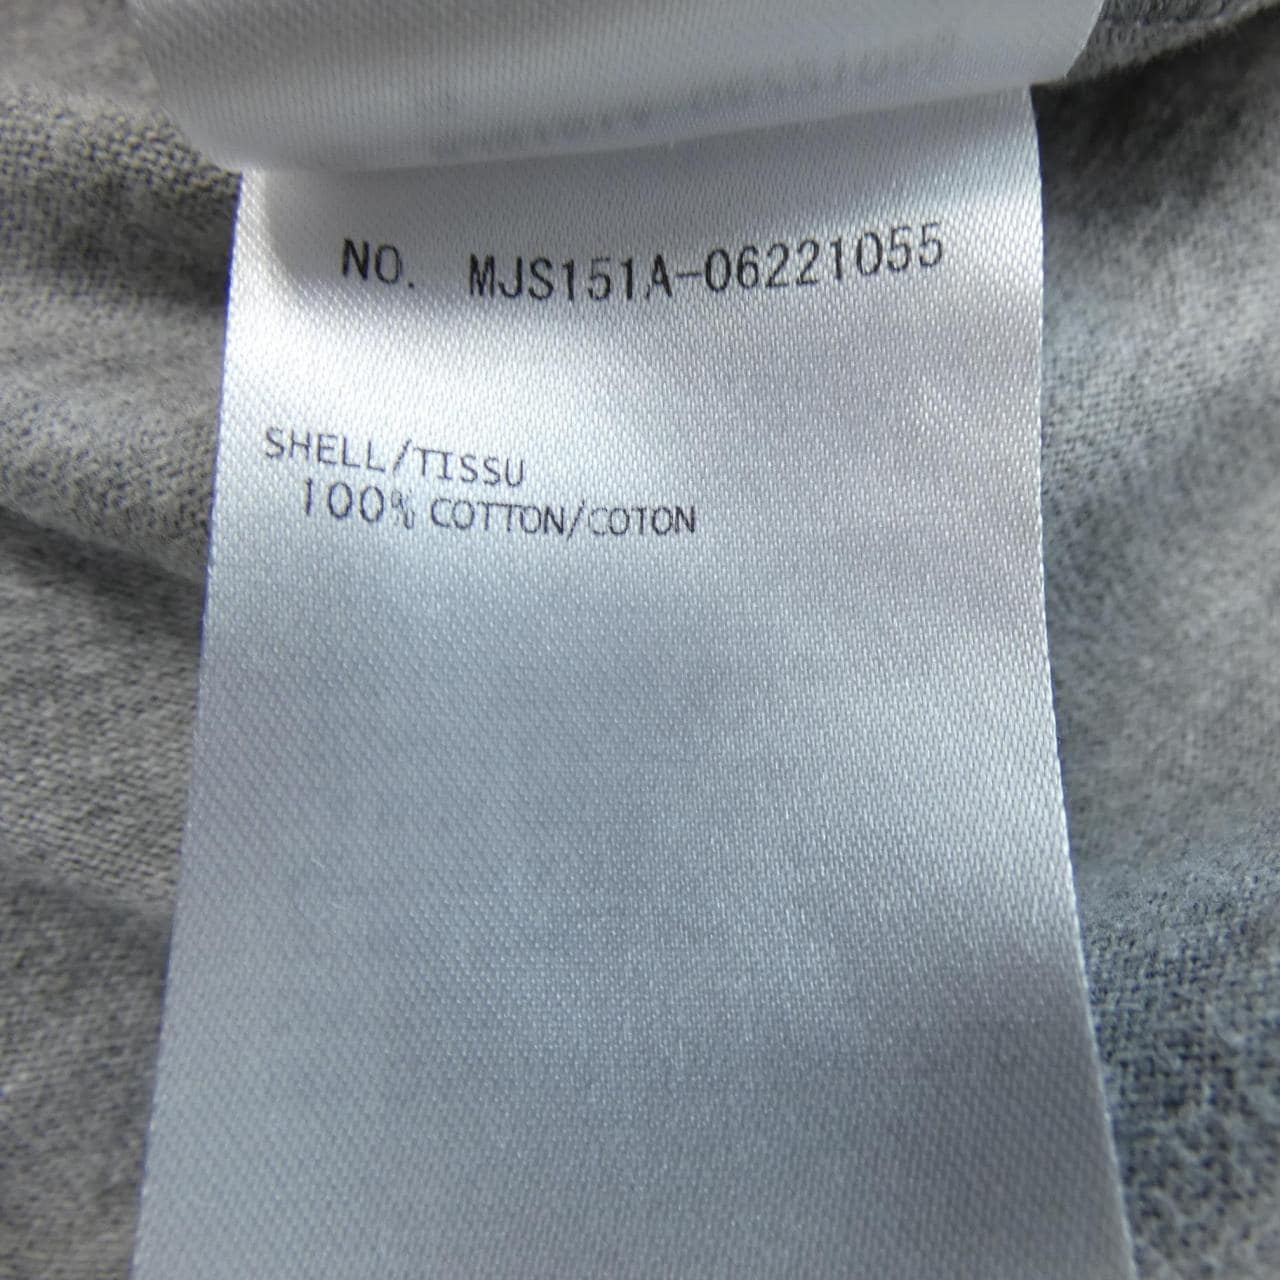 NO. MJS151A-06221055
SHELL/TISSU
100% COTTON/COTON